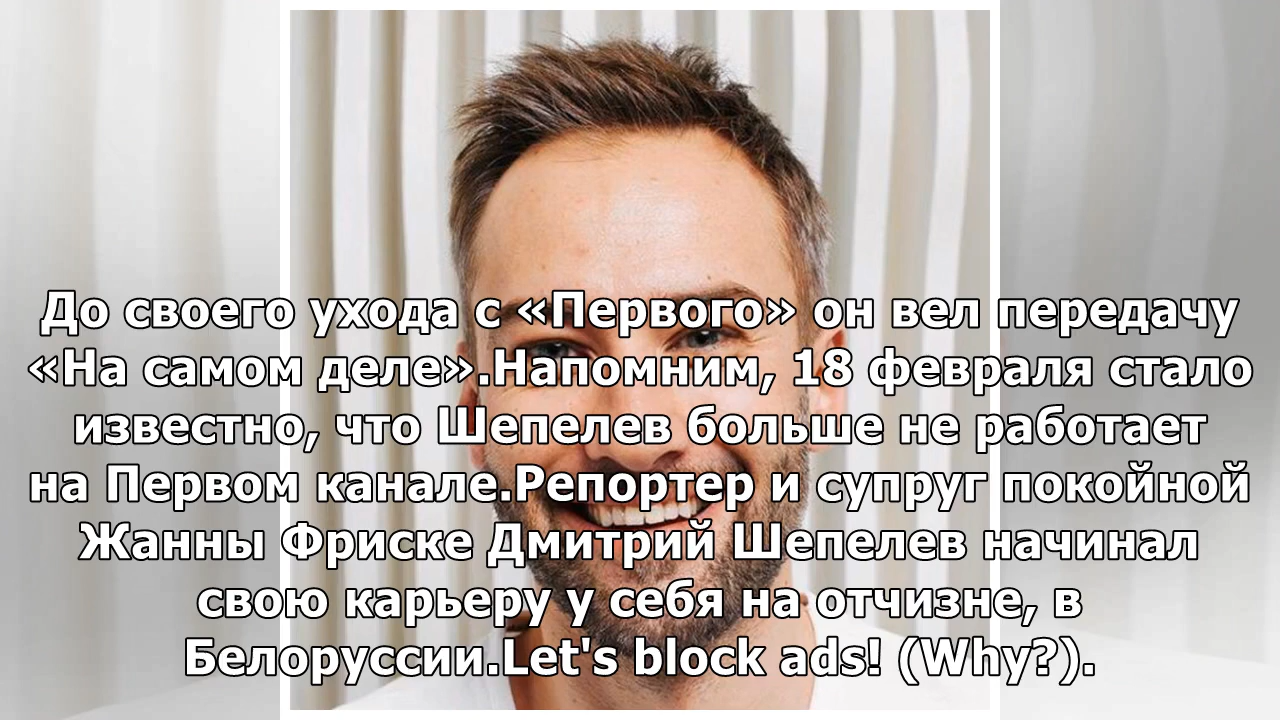 До своего ухода с «Первого» он вел передачу
«На самом деле».Напомним, 18 февраля стало
известно, что Шепелев больше не работает
на Первом канале.Репортер и супруг покойной
Жанны Фриске Дмитрий Шепелев начинал
свою карьеру у себя на отчизне, в
Белоруссии.Let's block ads! (Why?).